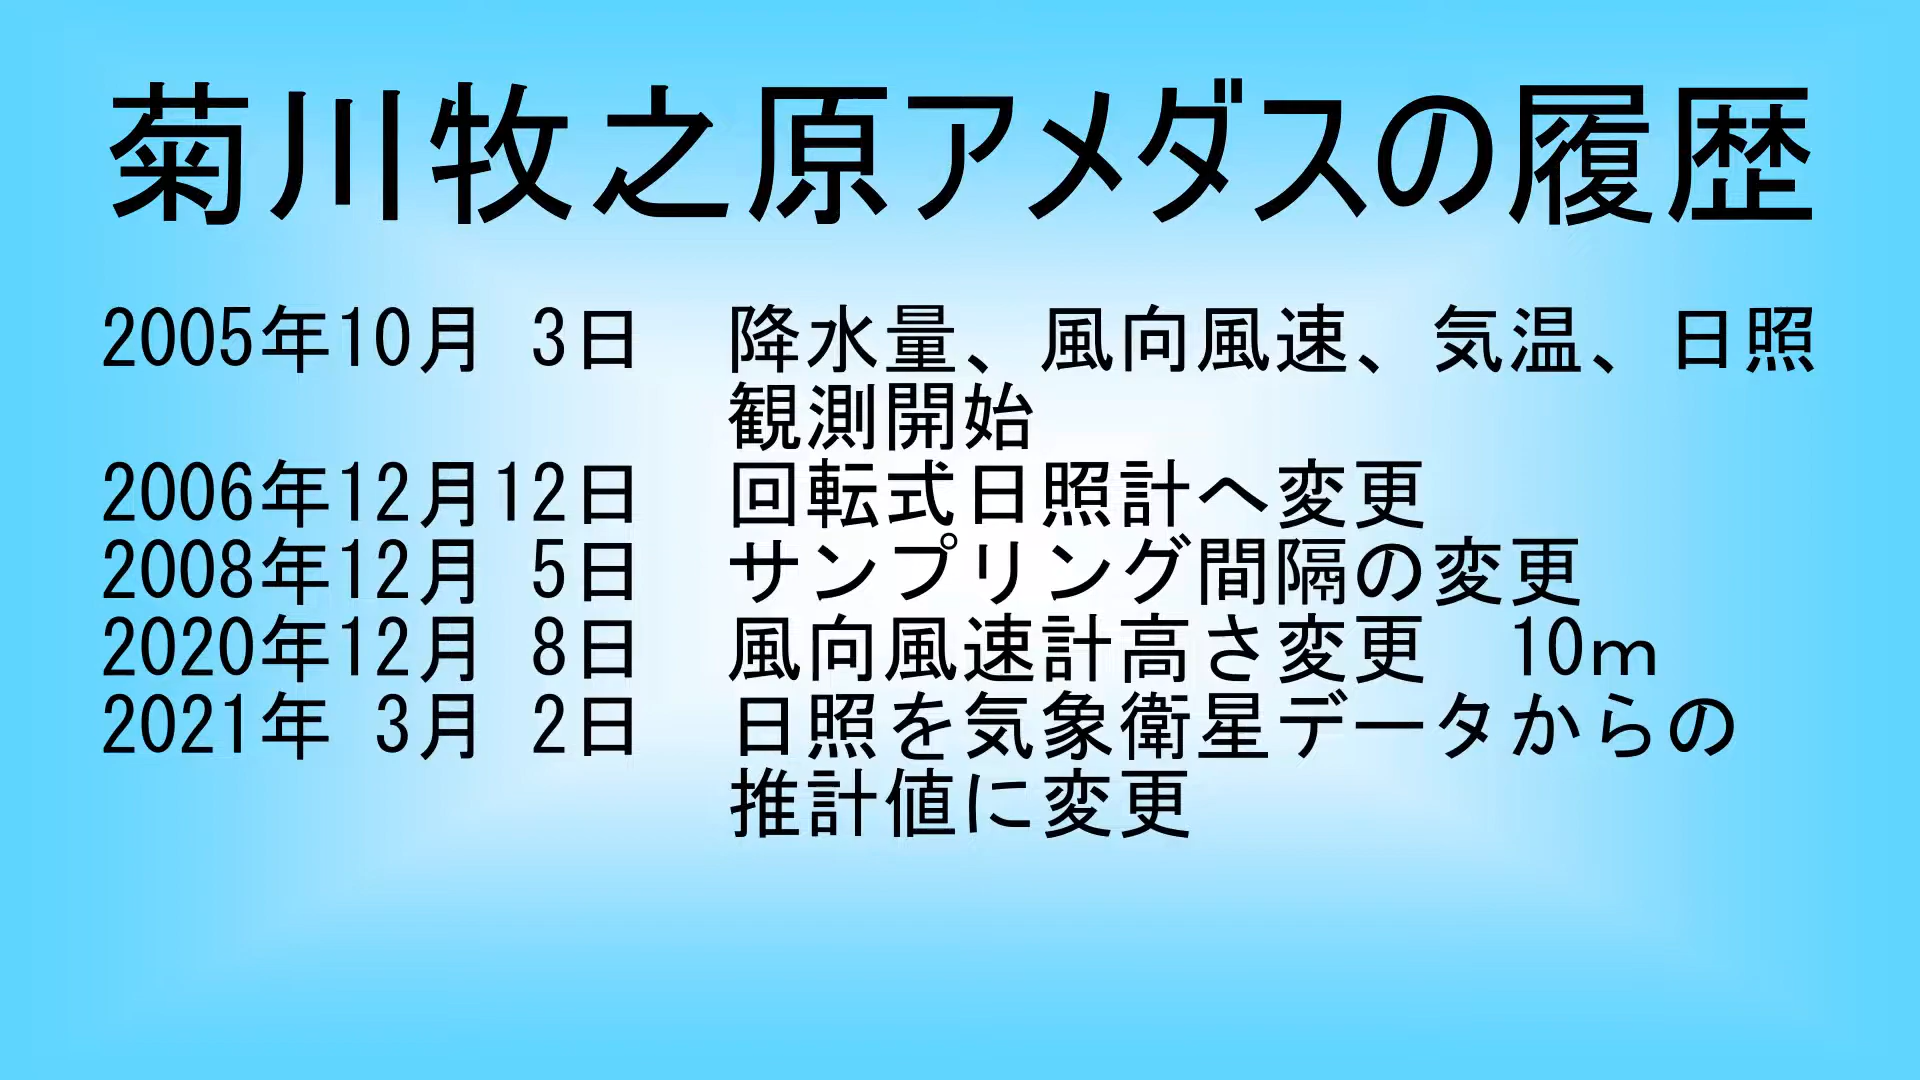 菊川牧之原アメダスの履歴
2005年10月 3日 降水量、風向風速、気温、日照
観測開始
2006年12月12日 回転式日照計へ変更
2008年12月 5日 サンプリング間隔の変更
2020年12月 8日 風向風速計高さ変更 10ｍ
2021年 3月 2日 日照を気象衛星データからの
推計値に変更